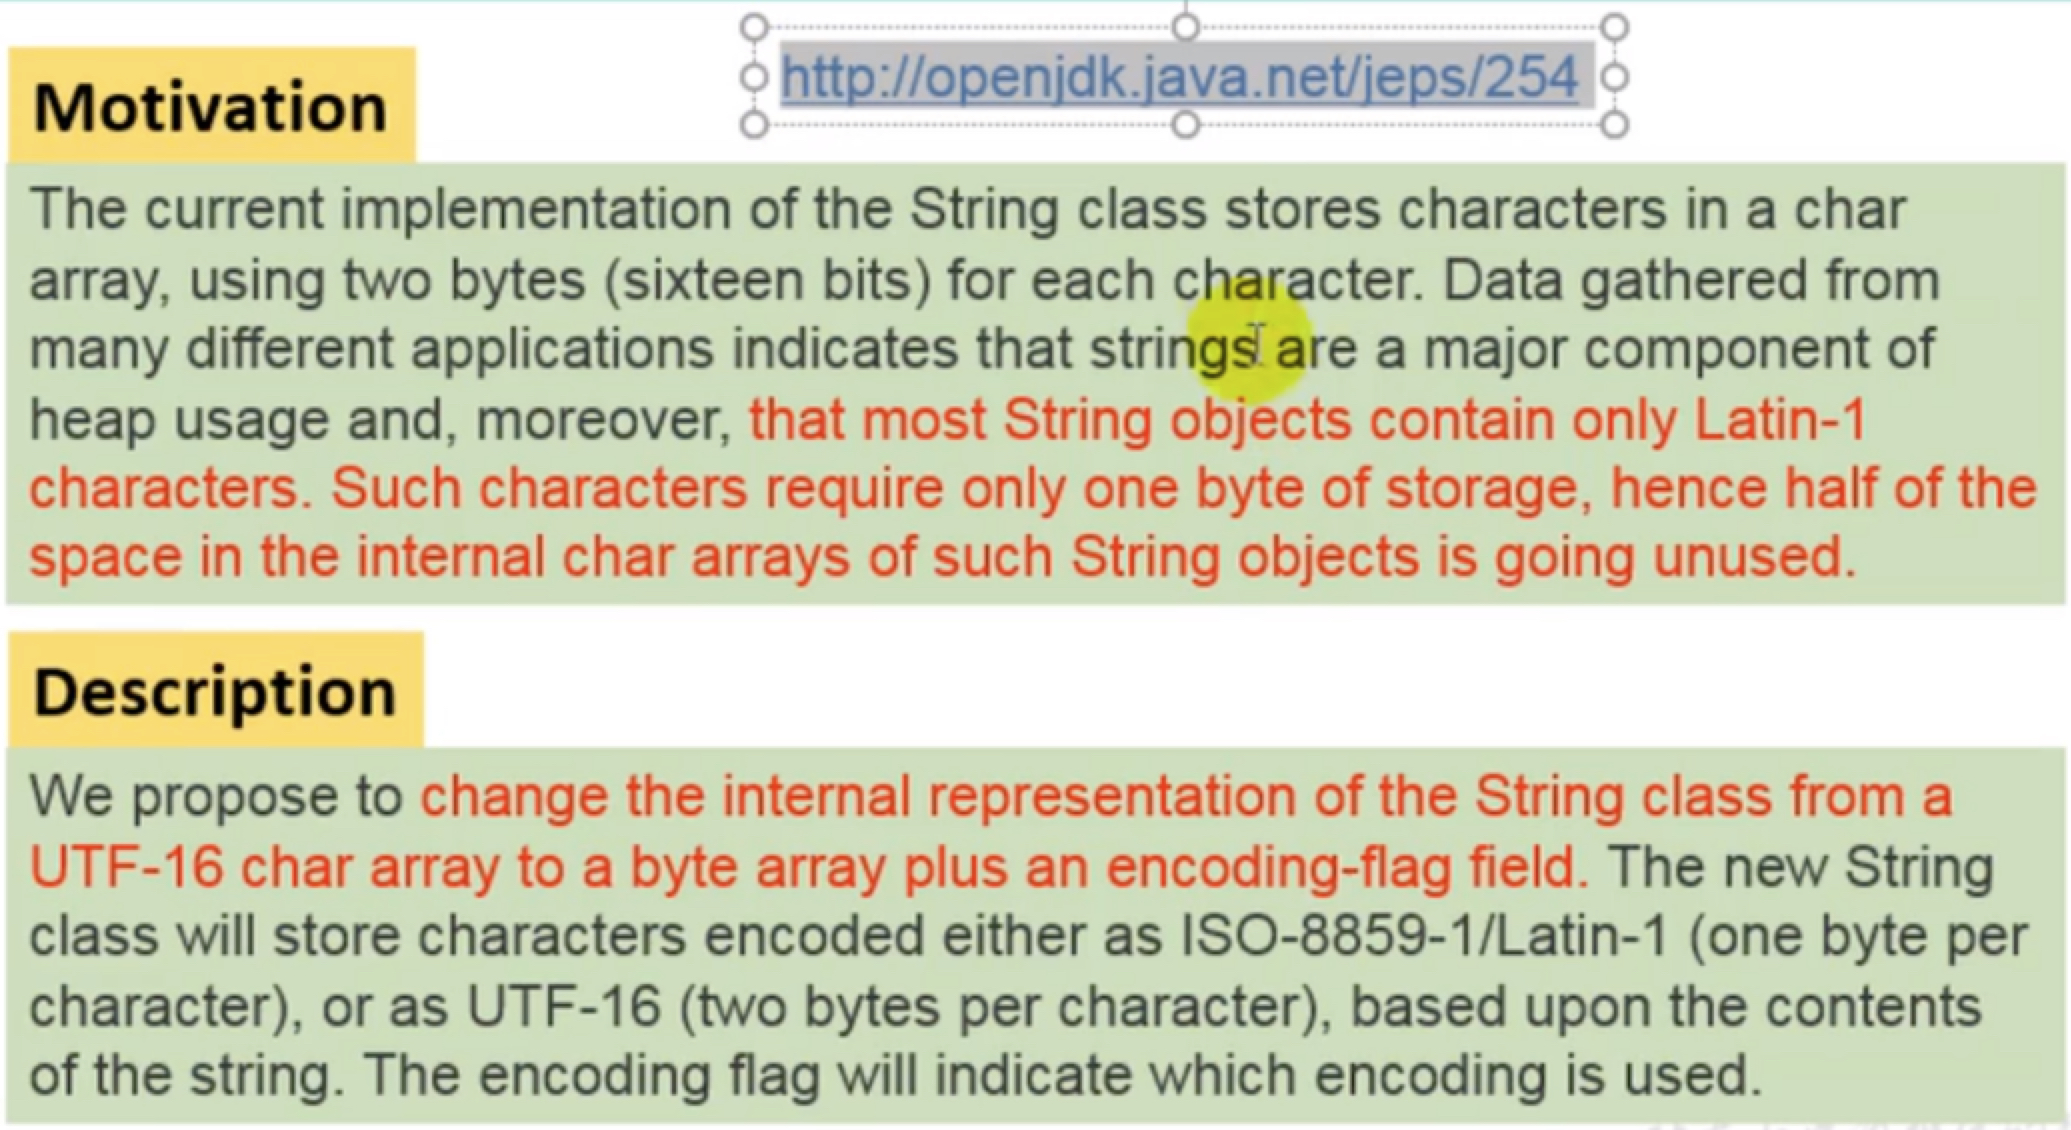 http://openjdk.java.net/jeps/254
Motivation
The current implementation of the String class stores characters in a char
array, using two bytes (sixteen bits) for each character. Data gathered from
many different applications indicates that strings are a major component of
heap usage and, moreover, that most String objects contain only Latin-1
characters. Such characters require only one byte of storage, hence half of the
space in the internal char arrays of such String objects is going unused.
Description
We propose to change the internal representation of the String class from a
UTF-16 char array to a byte array plus an encoding-flag field. The new String
class will store characters encoded either as ISO-8859-1/Latin-1 (one byte per
character), or as UTF-16 (two bytes per character), based upon the contents
of the string. The encoding flag will indicate which encoding is used.